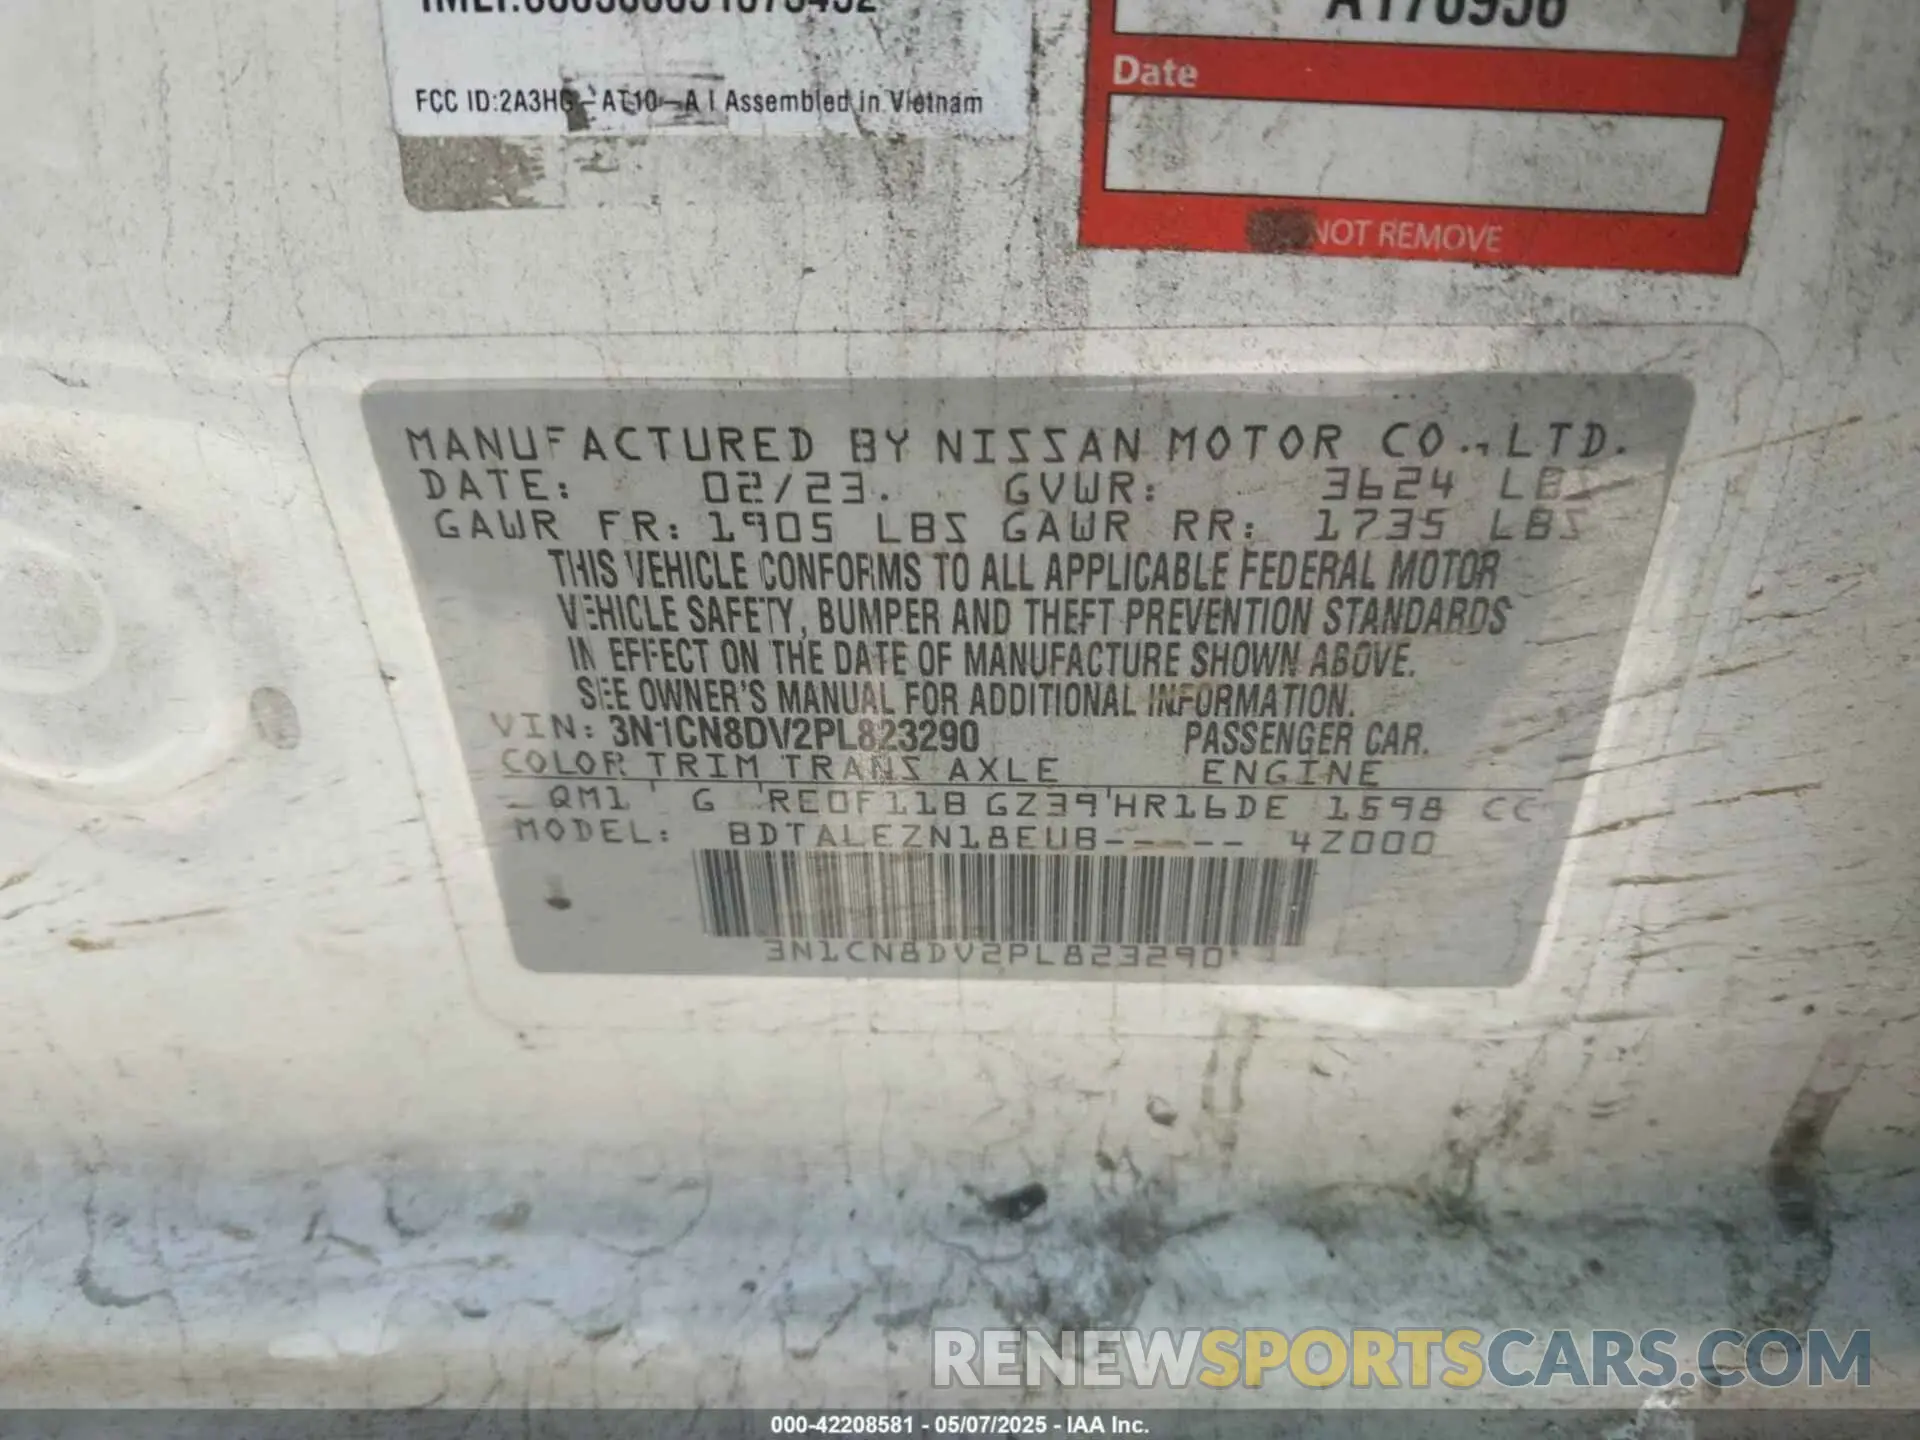 A176956
Date
FCC ID:2A3HG-AT10-A | Assembled in Vietnam
NOT REMOVE
MANUFACTURED BY NISSAN MOTOR CO., LTD.
DATE: 02/23. GVWR: 3624 LBS
GAWR FR: 1905 LBS GAWR RR: 1735 LBS
THIS VEHICLE CONFORMS TO ALL APPLICABLE FEDERAL MOTOR
VEHICLE SAFETY, BUMPER AND THEFT PREVENTION STANDARDS
IN EFFECT ON THE DATE OF MANUFACTURE SHOWN ABOVE.
SEE OWNER'S MANUAL FOR ADDITIONAL INFORMATION.
VIN: 3N1CN8DV2PL823290 PASSENGER CAR.
COLOR TRIM TRANS AXLE ENGINE
QM1 G RE0F11B GZ39 HR16DE 1598 CC
MODEL: BDTALEZN18EUB----- 4Z000
3N1CN8DV2PL823290
RENEWSPORTSCARS.COM
000-42208581 - 05/07/2025 - IAA Inc.